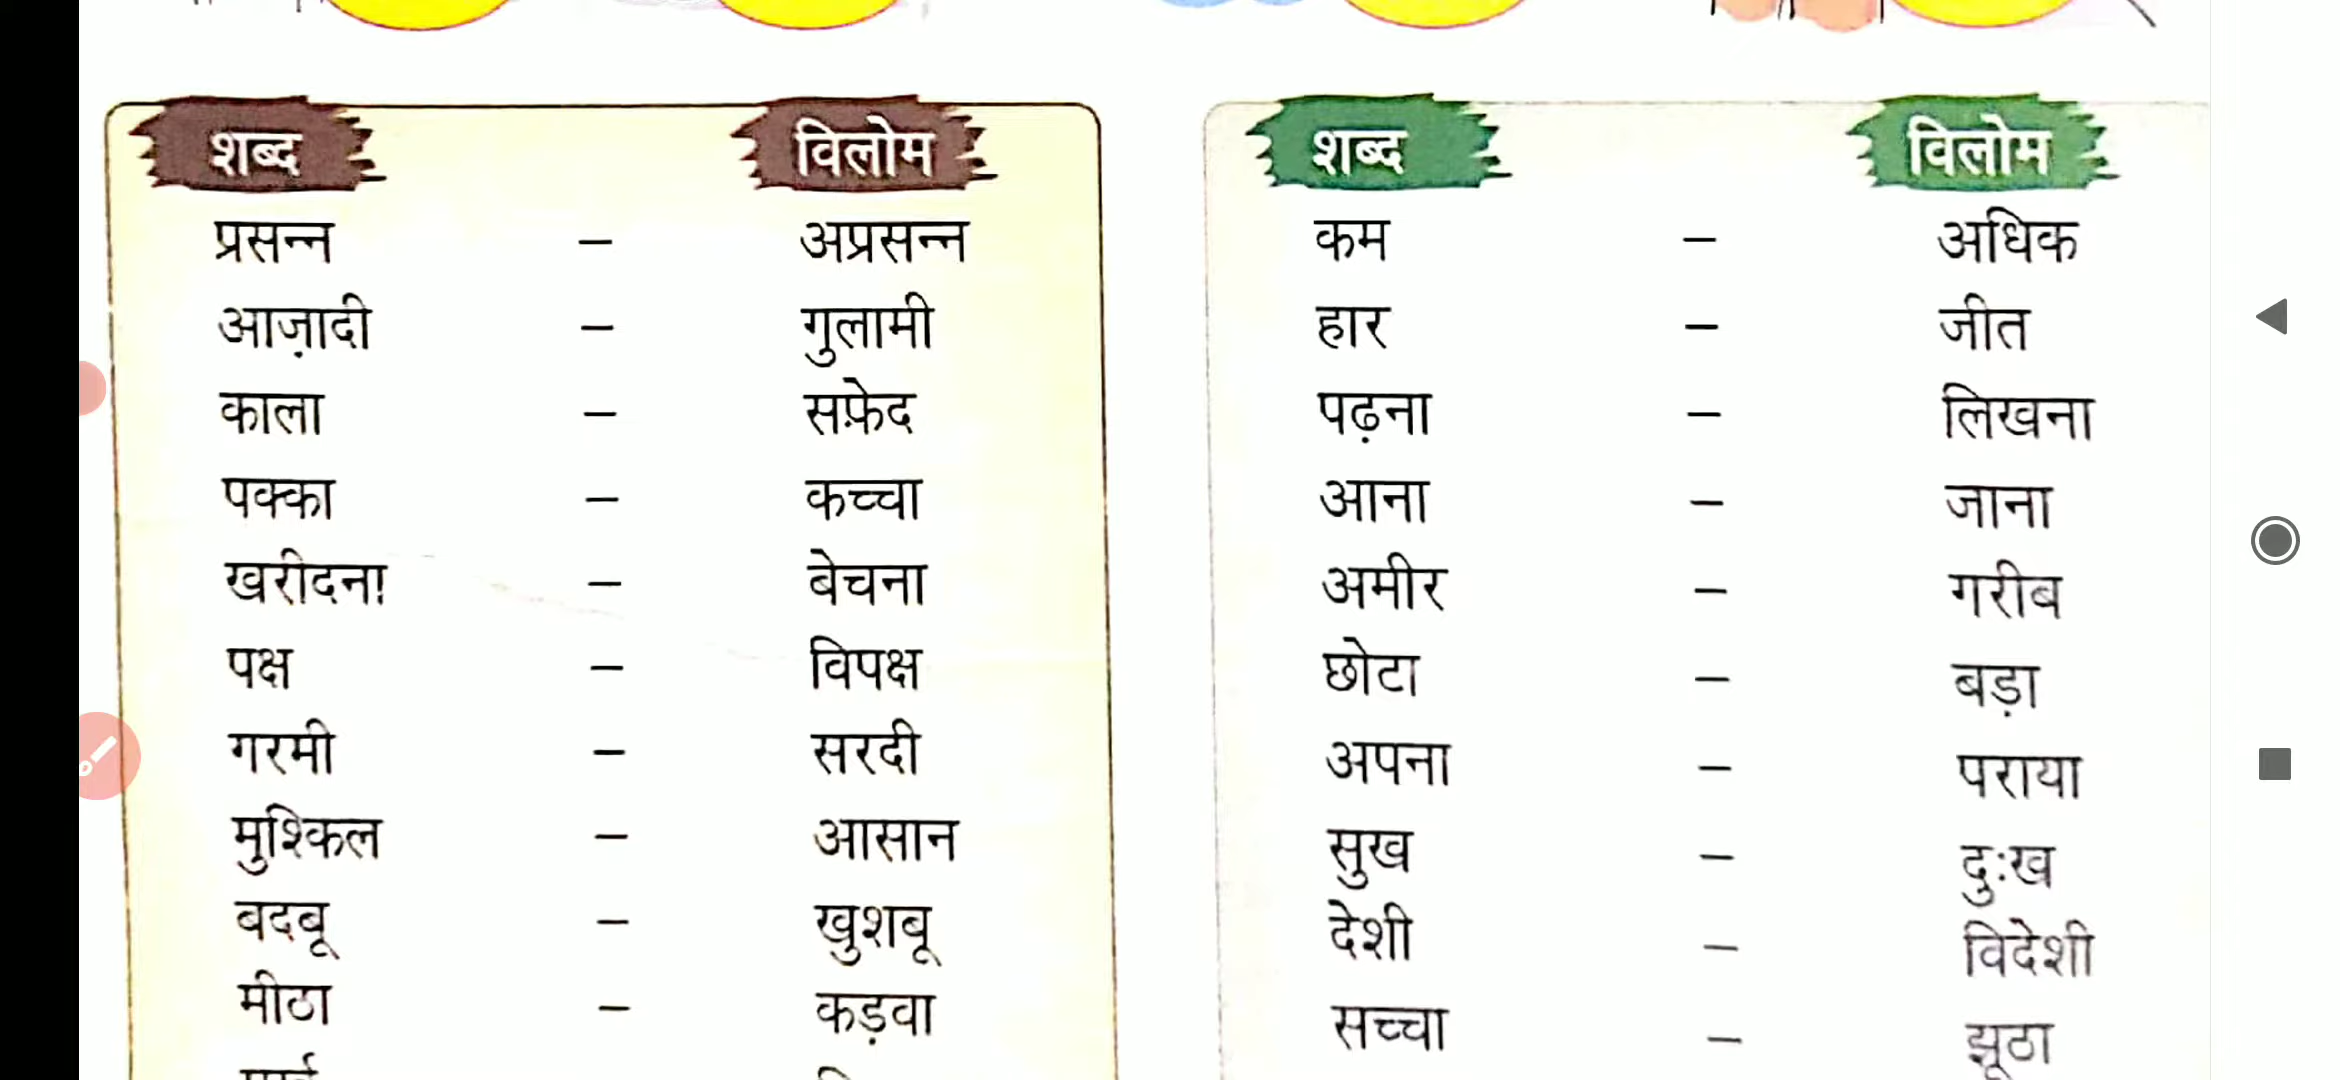 शब्द विलोम
प्रसन्न – अप्रसन्न
आज़ादी – गुलामी
काला – सफ़ेद
पक्का – कच्चा
खरीदना – बेचना
पक्ष – विपक्ष
गरमी – सरदी
मुश्किल – आसान
बदबू – खुशबू
मीठा – कड़वा
शब्द विलोम
कम – अधिक
हार – जीत
पढ़ना – लिखना
आना – जाना
अमीर – गरीब
छोटा – बड़ा
अपना – पराया
सुख – दुःख
देशी – विदेशी
सच्चा – झूठा